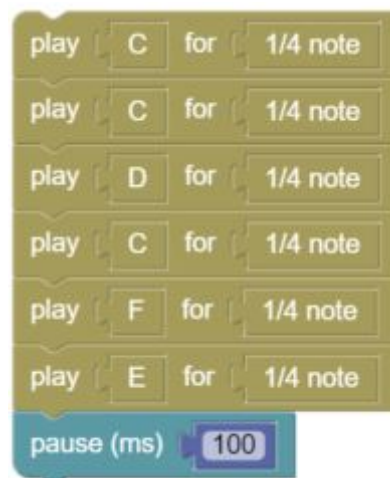 play C for 1/4 note
play C for 1/4 note
play D for 1/4 note
play C for 1/4 note
play F for 1/4 note
play E for 1/4 note
pause (ms) 100